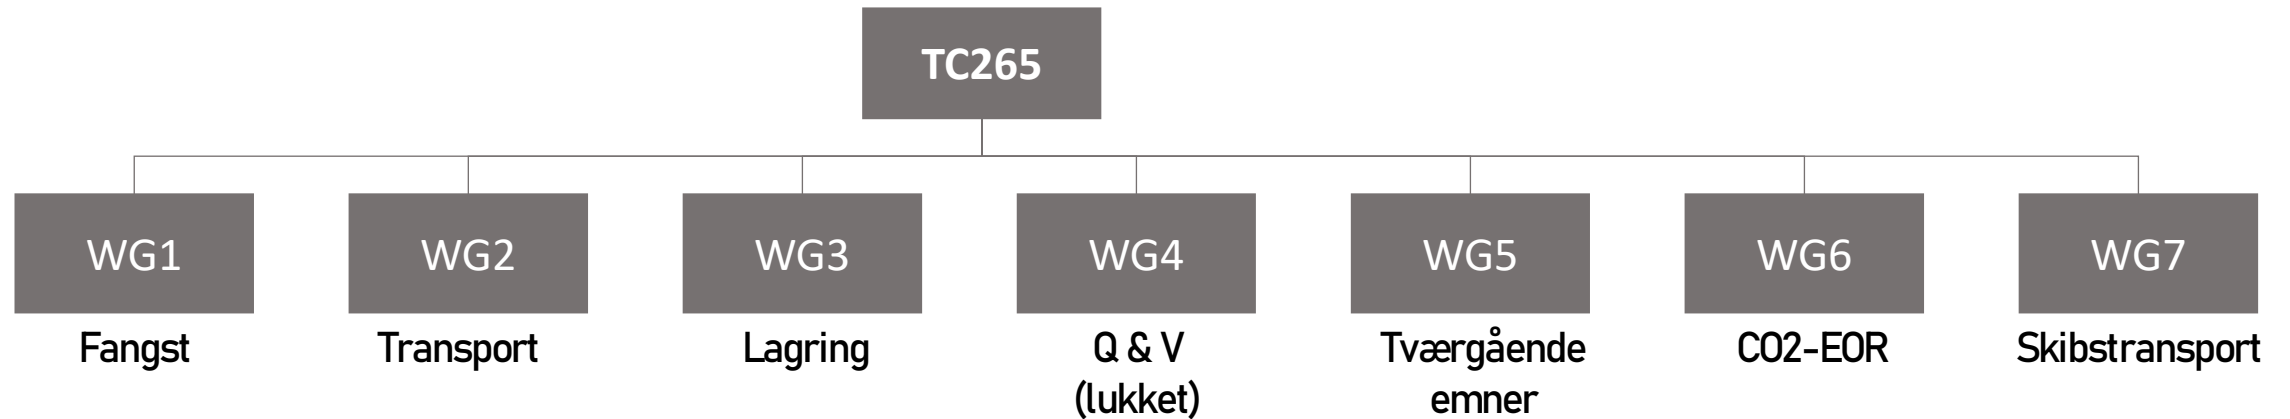 TC265
WG1
WG2
WG3
WG4
WG5
WG6
WG7
Fangst
Transport
Lagring
Q & V
(lukket)
Tværgående
emner
CO2-EOR
Skibstransport